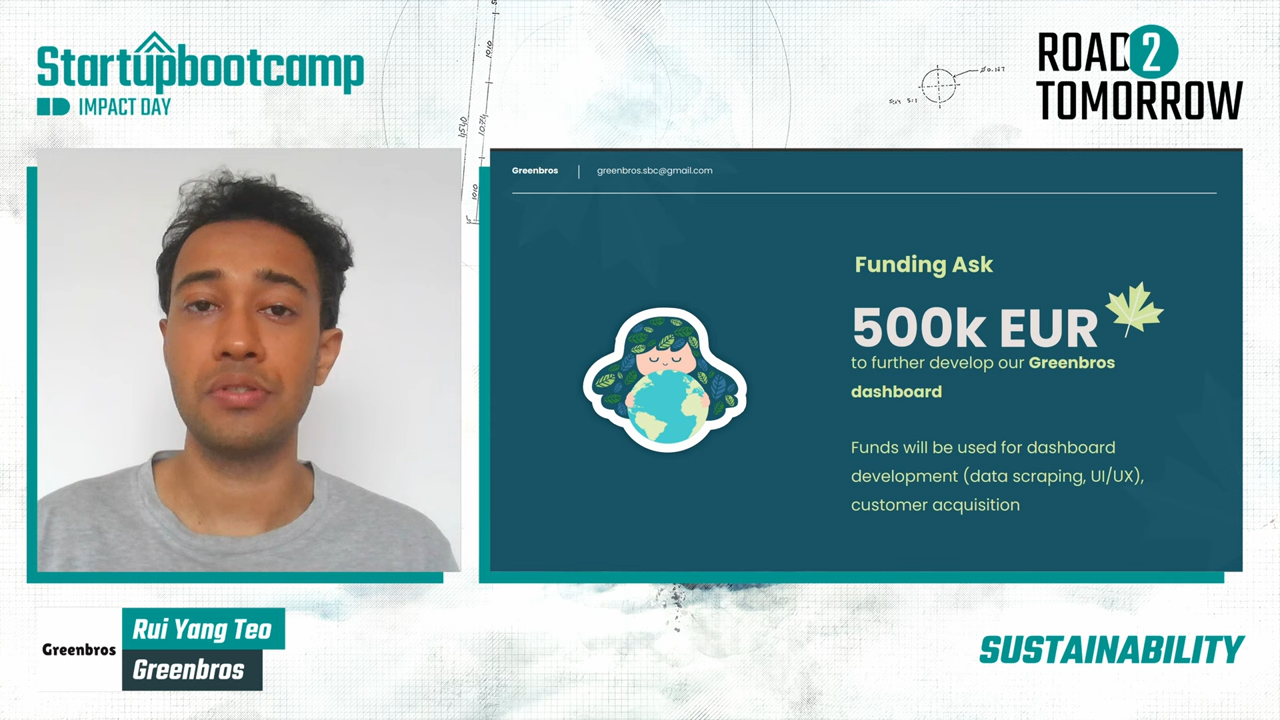 Startupbootcamp
IMPACT DAY
ROAD 2
TOMORROW
Greenbros
greenbros.sbc@gmail.com
Funding Ask
500k EUR
to further develop our Greenbros
dashboard
Funds will be used for dashboard
development (data scraping, UI/UX),
customer acquisition
Greenbros
Rui Yang Teo
Greenbros
SUSTAINABILITY